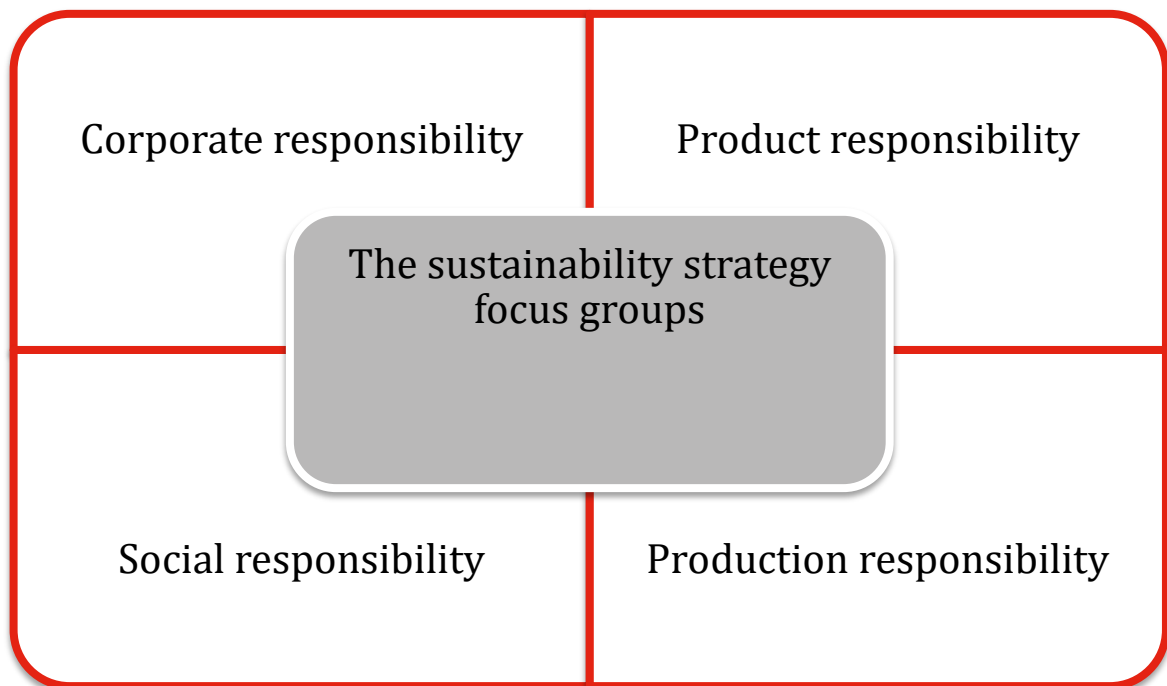 Corporate responsibility
Product responsibility
The sustainability strategy
focus groups
Social responsibility
Production responsibility